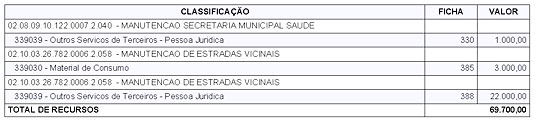 CLASSIFICAÇÃO FICHA VALOR
02.08.09.10.122.0007.2.040 - MANUTENCAO SECRETARIA MUNICIPAL SAUDE
339039 - Outros Servicos de Terceiros - Pessoa Juridica 330 1.000,00
02.10.03.26.782.0006.2.058 - MANUTENCAO DE ESTRADAS VICINAIS
339030 - Material de Consumo 385 3.000,00
02.10.03.26.782.0006.2.058 - MANUTENCAO DE ESTRADAS VICINAIS
339039 - Outros Servicos de Terceiros - Pessoa Juridica 388 22.000,00
TOTAL DE RECURSOS 69.700,00